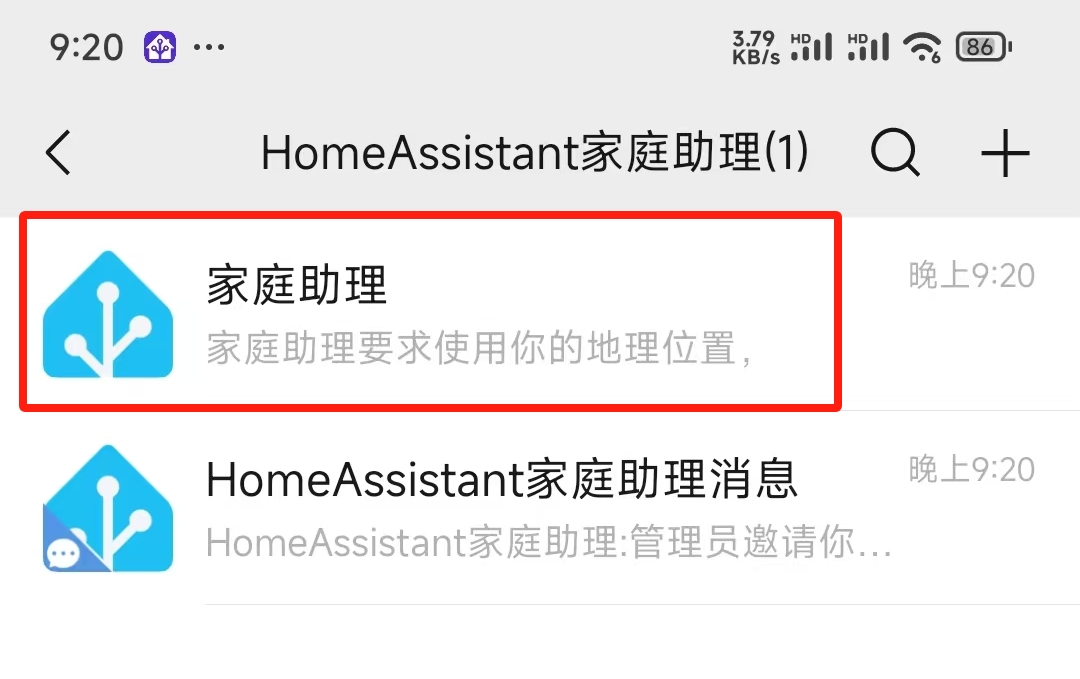 9:20 ... 3.79 KB/s HD HD 6 86
HomeAssistant家庭助理(1)
家庭助理 晚上9:20
家庭助理要求使用你的地理位置，
HomeAssistant家庭助理消息 晚上9:20
HomeAssistant家庭助理:管理员邀请你...